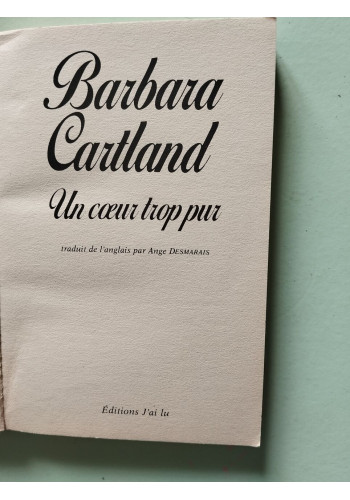 Barbara
Cartland
Un cœur trop pur
traduit de l'anglais par Ange DESMARAIS
Éditions J'ai lu